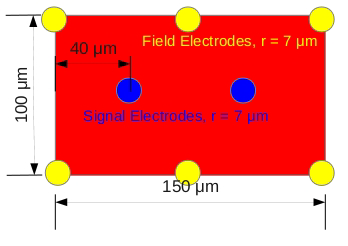 Field Electrodes, r = 7 μm
40 μm
100 μm
Signal Electrodes, r = 7 μm
150 μm